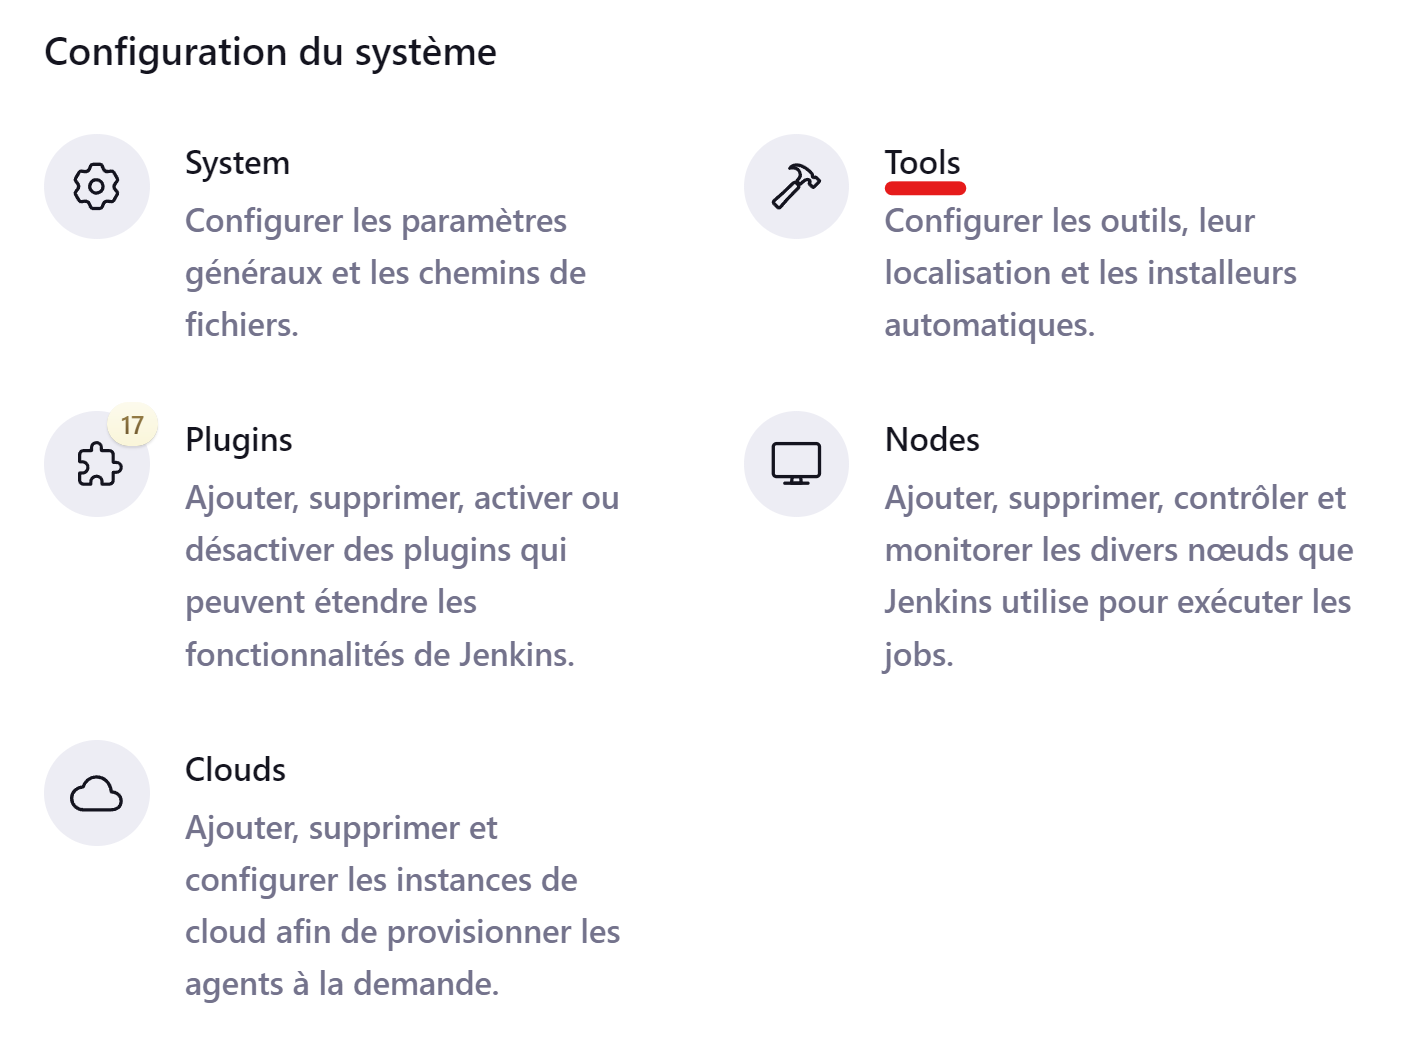 Configuration du système
System
Configurer les paramètres
généraux et les chemins de
fichiers.
Tools
Configurer les outils, leur
localisation et les installeurs
automatiques.
17
Plugins
Ajouter, supprimer, activer ou
désactiver des plugins qui
peuvent étendre les
fonctionnalités de Jenkins.
Nodes
Ajouter, supprimer, contrôler et
monitorer les divers nœuds que
Jenkins utilise pour exécuter les
jobs.
Clouds
Ajouter, supprimer et
configurer les instances de
cloud afin de provisionner les
agents à la demande.